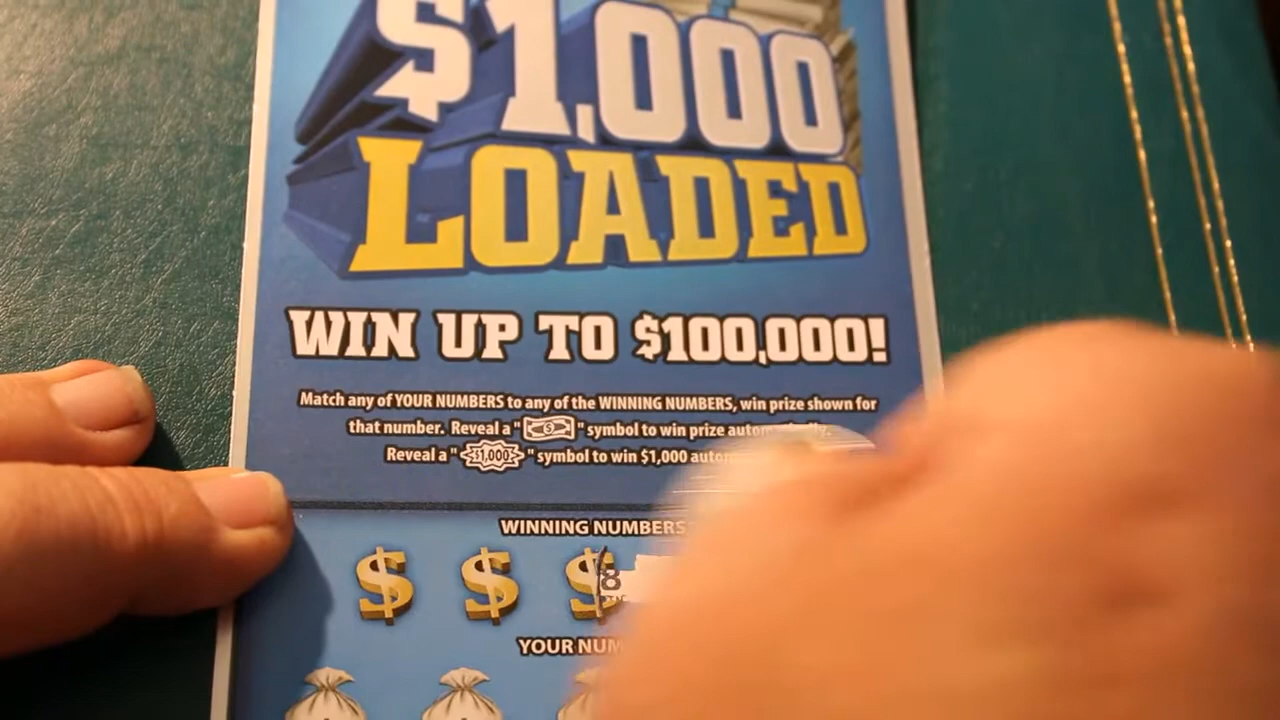 $1,000
LOADED
WIN UP TO $100,000!
Match any of YOUR NUMBERS to any of the WINNING NUMBERS, win prize shown for
that number. Reveal a " $ " symbol to win prize automatically.
Reveal a " $1,000 " symbol to win $1,000
WINNING NUMBERS
$ $ $ 8
YOUR